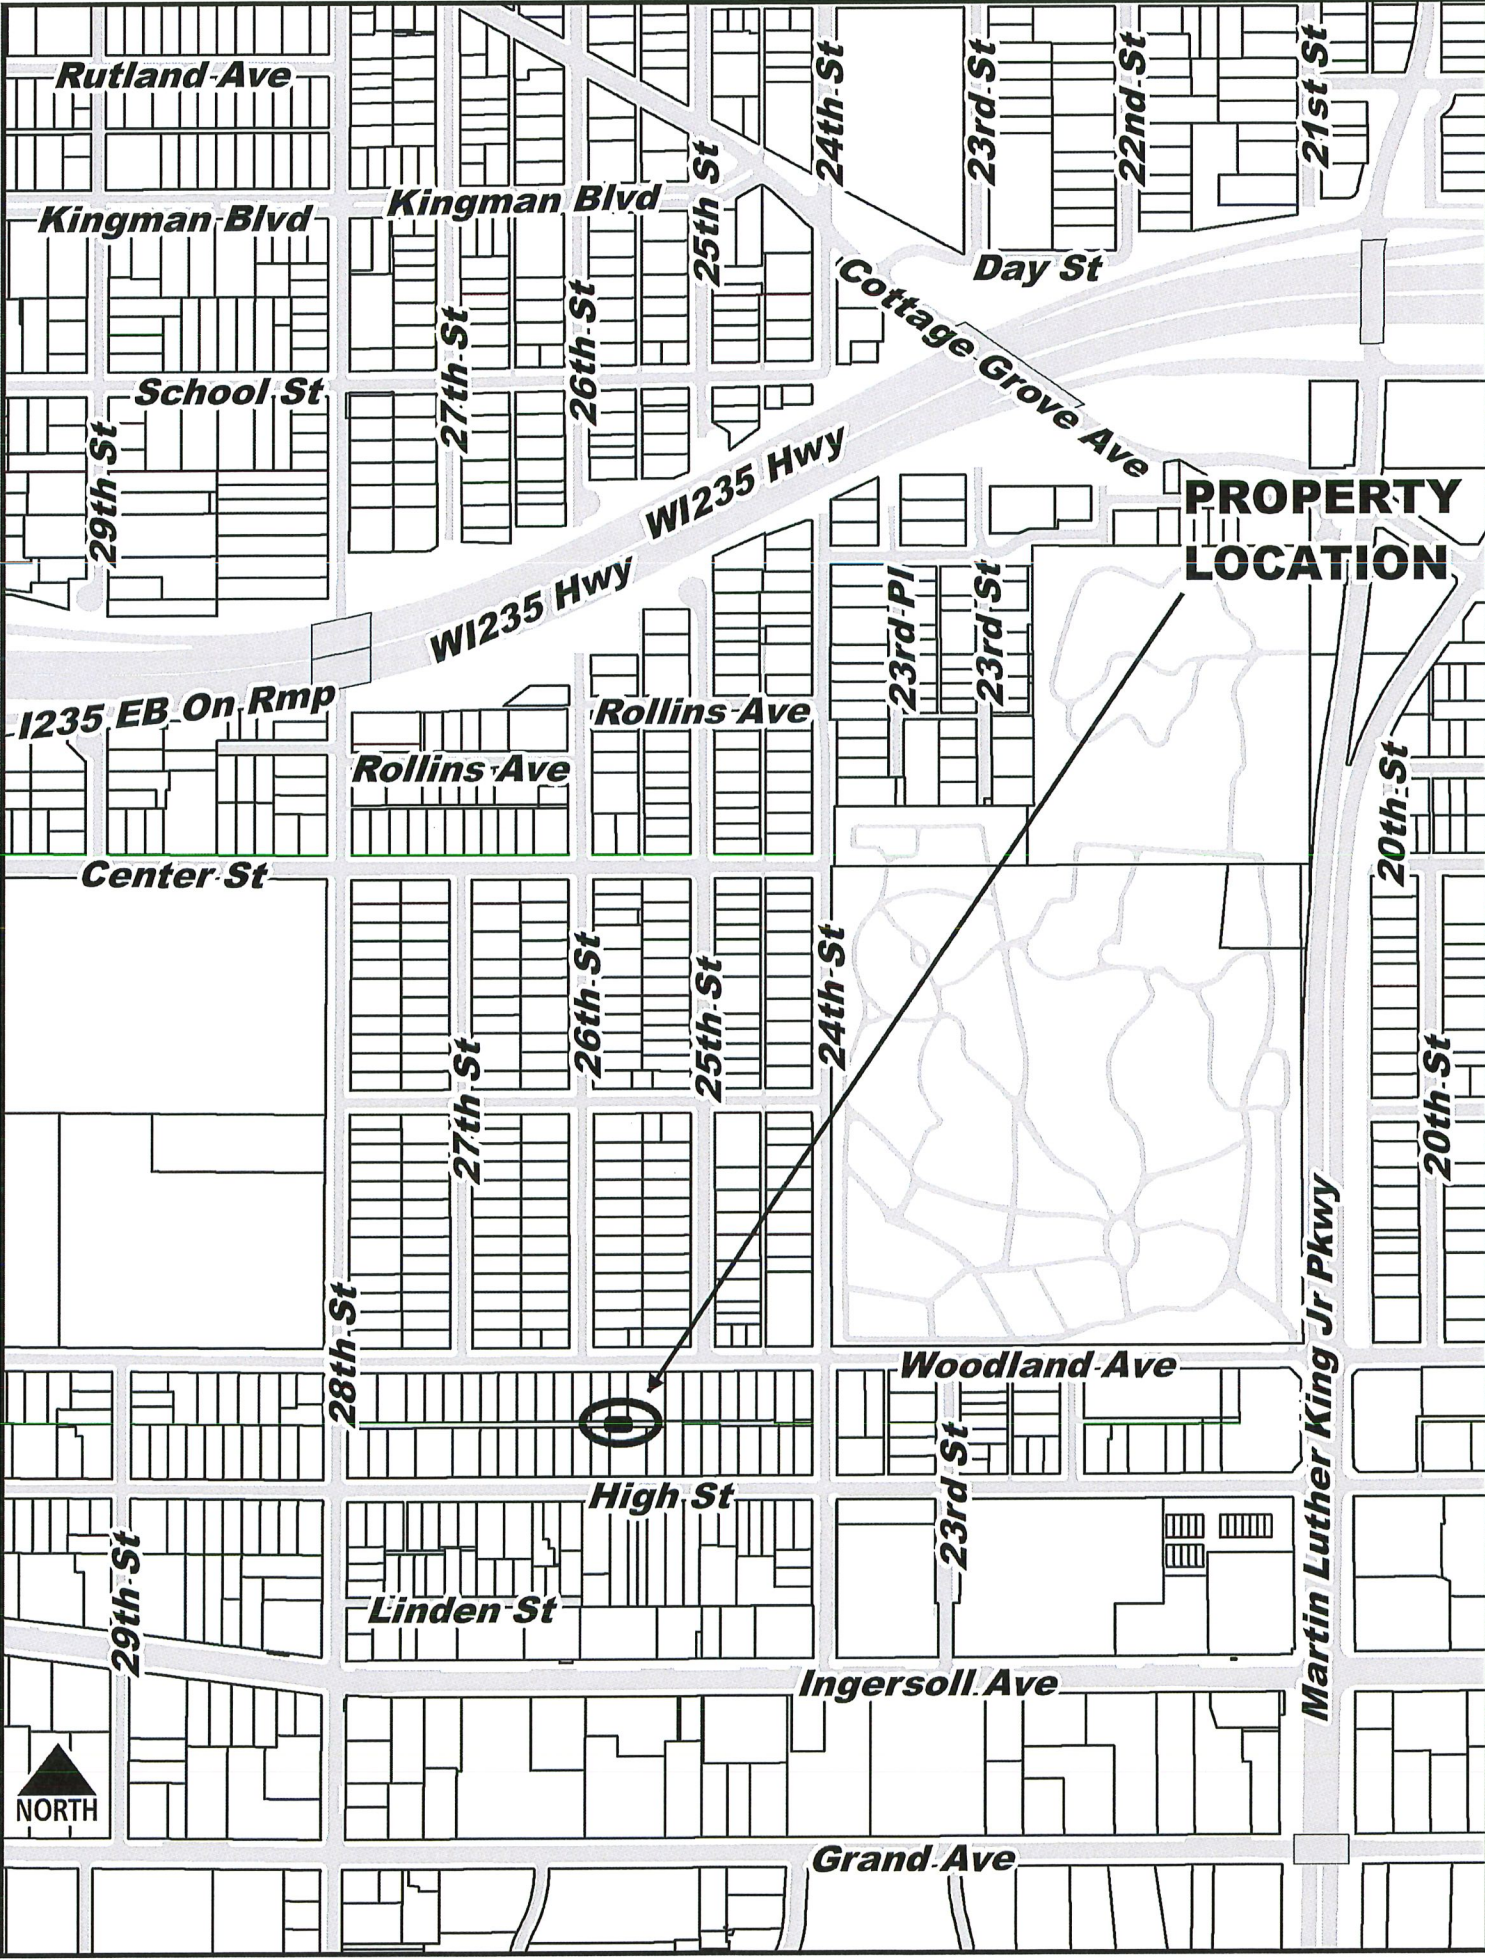 Rutland Ave
24th St
23rd St
22nd St
21st St
Kingman Blvd
Kingman Blvd
25th St
Day St
Cottage Grove Ave
27th St
26th St
School St
29th St
WI235 Hwy
WI235 Hwy
PROPERTY
LOCATION
23rd Pl
23rd St
I235 EB On Rmp
Rollins Ave
Rollins Ave
20th St
Center St
26th St
25th St
24th St
27th St
20th St
28th St
Woodland Ave
Martin Luther King Jr Pkwy
High St
23rd St
29th St
Linden St
Ingersoll Ave
NORTH
Grand Ave